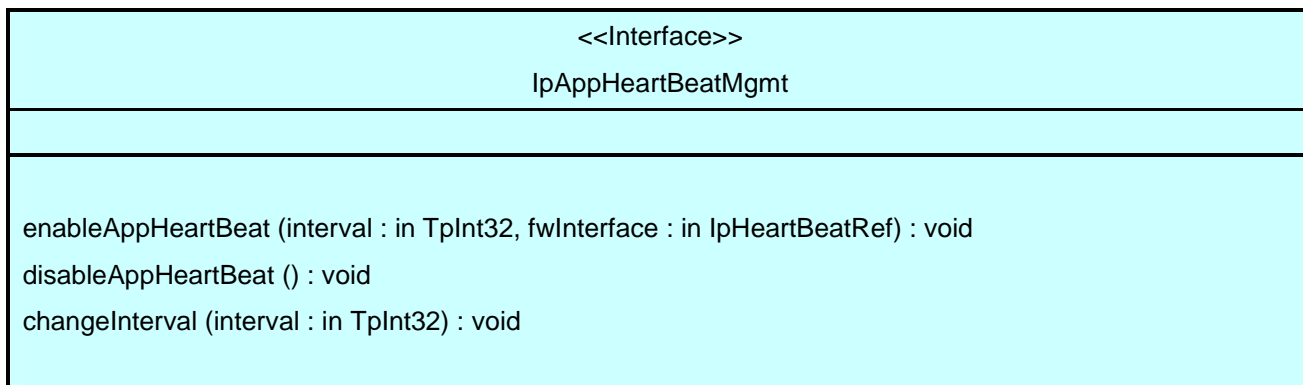 <<Interface>>
IpAppHeartBeatMgmt
enableAppHeartBeat (interval : in TpInt32, fwInterface : in IpHeartBeatRef) : void
disableAppHeartBeat () : void
changeInterval (interval : in TpInt32) : void